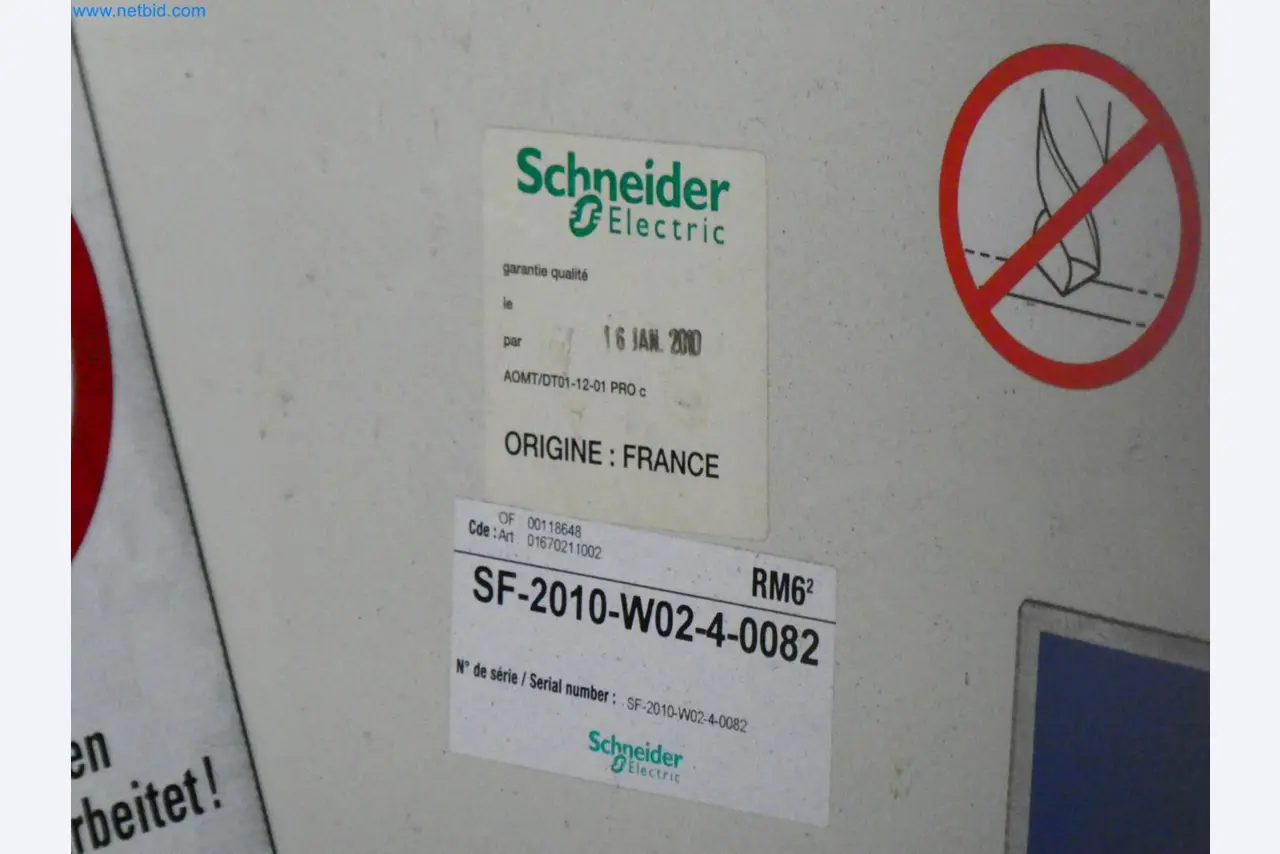 www.netbid.com
Schneider
Electric
garantie qualité
le
par 16 JAN. 2010
AOMT/DT01-12-01 PRO c
ORIGINE : FRANCE
OF 00118648
Cde : Art 01670211002
RM6²
SF-2010-W02-4-0082
N° de série / Serial number : SF-2010-W02-4-0082
Schneider
Electric
en
rbeitet!